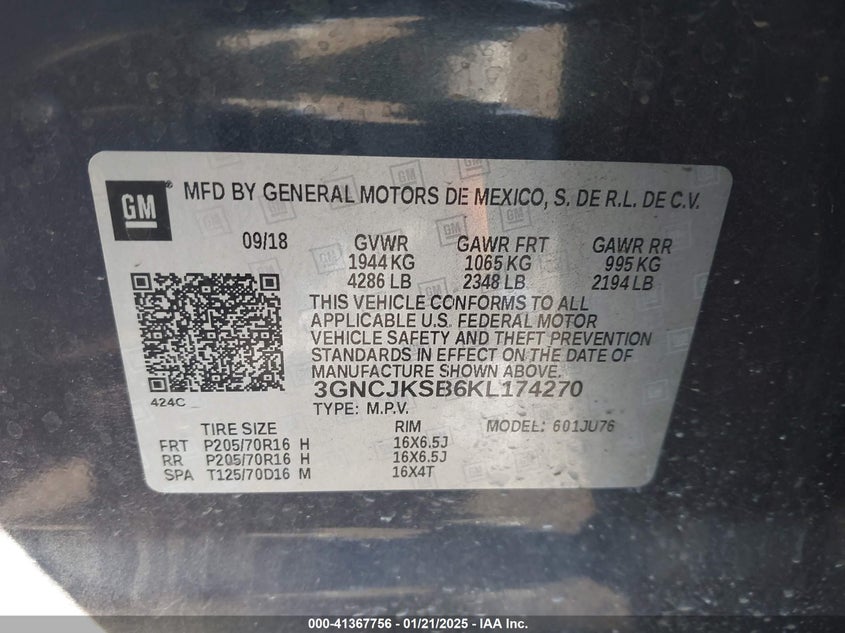 GM
MFD BY GENERAL MOTORS DE MEXICO, S. DE R.L. DE C.V.
09/18 GVWR GAWR FRT GAWR RR
1944 KG 1065 KG 995 KG
4286 LB 2348 LB 2194 LB
THIS VEHICLE CONFORMS TO ALL
APPLICABLE U.S. FEDERAL MOTOR
VEHICLE SAFETY AND THEFT PREVENTION
STANDARDS IN EFFECT ON THE DATE OF
MANUFACTURE SHOWN ABOVE.
424C 3GNCJKSB6KL174270
TYPE: M.P.V.
TIRE SIZE RIM MODEL: 601JU76
FRT P205/70R16 H 16X6.5J
RR P205/70R16 H 16X6.5J
SPA T125/70D16 M 16X4T
000-41367756 - 01/21/2025 - IAA Inc.